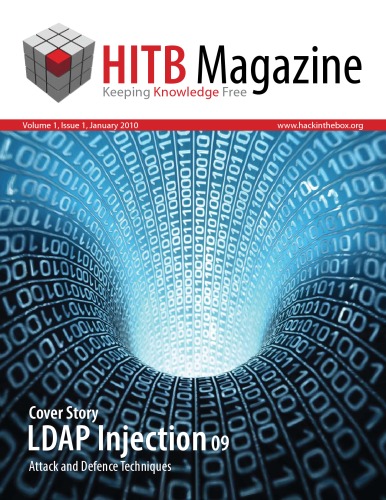 HITB Magazine
Keeping Knowledge Free
Volume 1, Issue 1, January 2010 www.hackinthebox.org
Cover Story
LDAP Injection 09
Attack and Defence Techniques